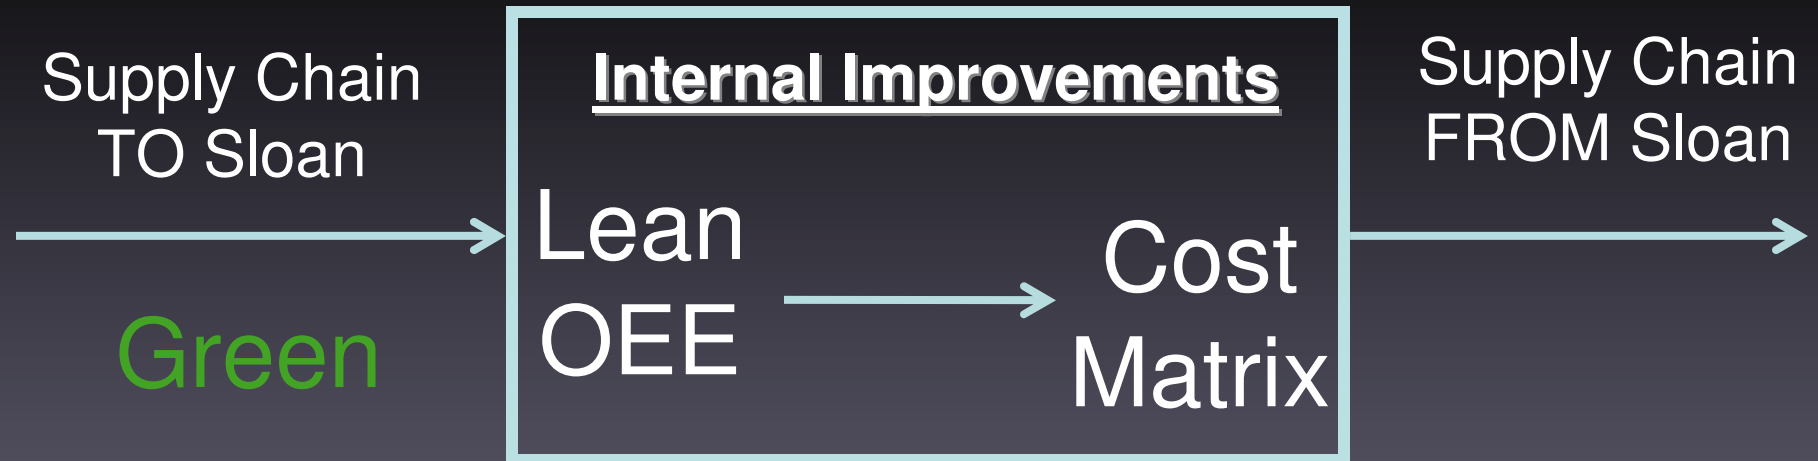 Supply Chain
TO Sloan
Green
Internal Improvements
Lean
OEE
Cost
Matrix
Supply Chain
FROM Sloan